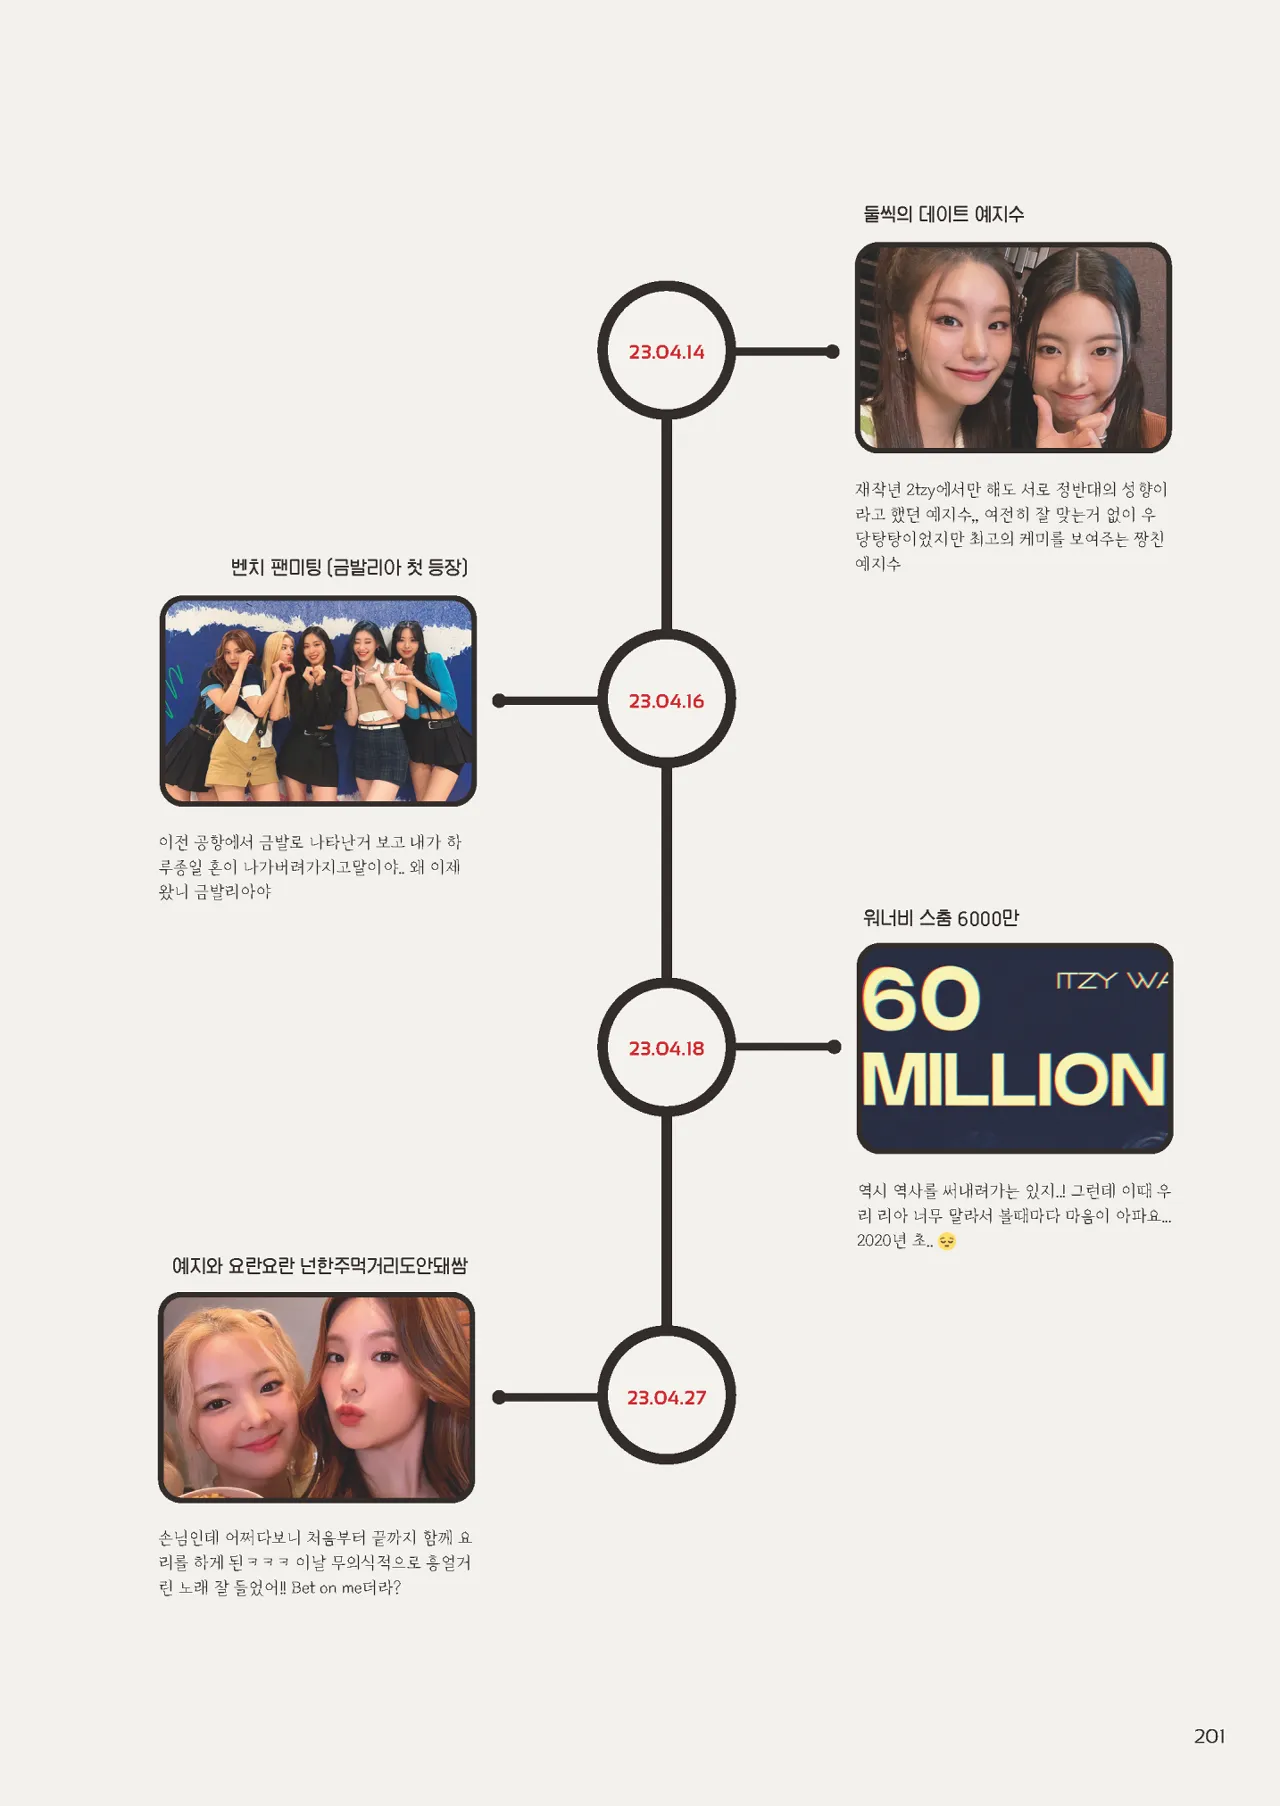 둘씩의 데이트 예지수
23.04.14
재작년 2tzy에서만 해도 서로 정반대의 성향이
라고 했던 예지수,, 여전히 잘 맞는거 없이 우
당탕탕이었지만 최고의 케미를 보여주는 짱친
예지수
벤치 팬미팅 (금발리아 첫 등장)
23.04.16
이전 공항에서 금발로 나타난거 보고 내가 하
루종일 혼이 나가버려가지고말이야.. 왜 이제
왔니 금발리아야
워너비 스춤 6000만
60
ITZY WA
MILLION
23.04.18
역시 역사를 써내려가는 있지..! 그런데 이때 우
리 리아 너무 말라서 볼때마다 마음이 아파요...
2020년 초.. 😔
예지와 요란요란 넌한주먹거리도안돼쌈
23.04.27
손님인데 어쩌다보니 처음부터 끝까지 함께 요
리를 하게 된ㅋㅋㅋ 이날 무의식적으로 흥얼거
린 노래 잘 들었어!! Bet on me더라?
201